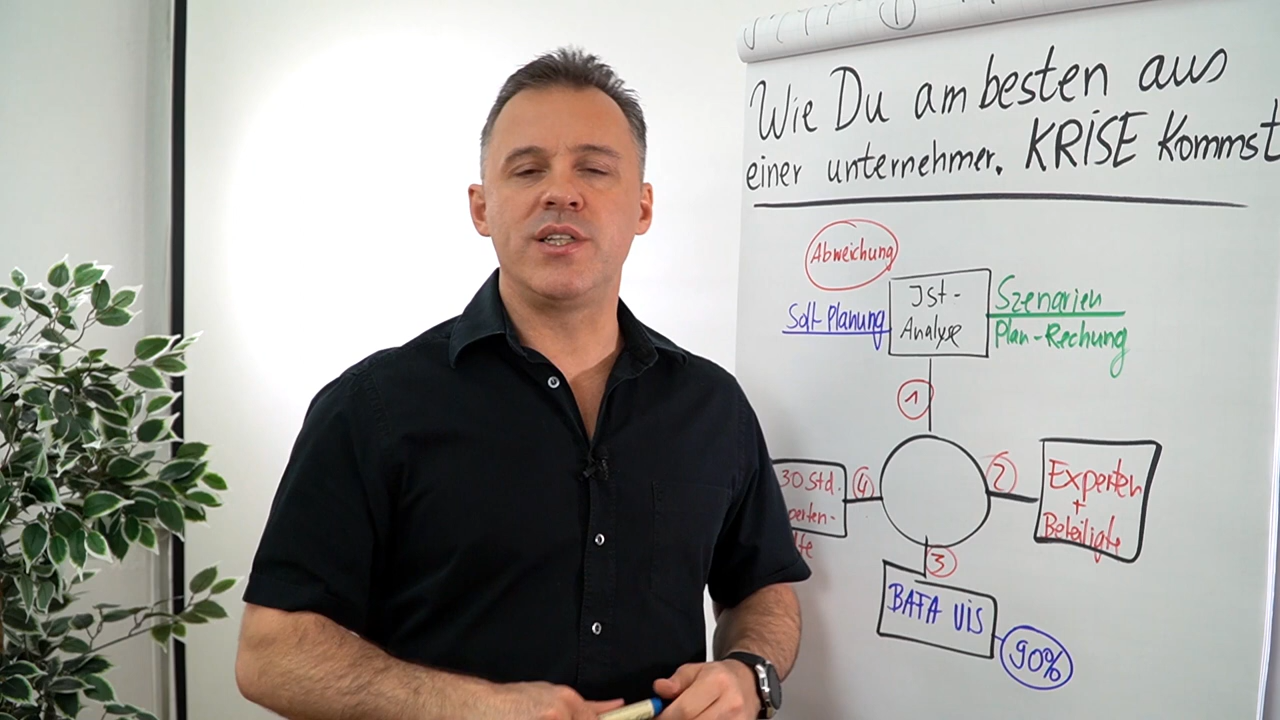 Wie Du am besten aus
einer unternehmer. KRiSE Kommst
Abweichung
Ist-
Analyse
Soll-Planung
Szenarien
Plan-Rechung
1
2
Experten
+
Beteiligte
3
BAFA UiS
90%
4
30 Std.